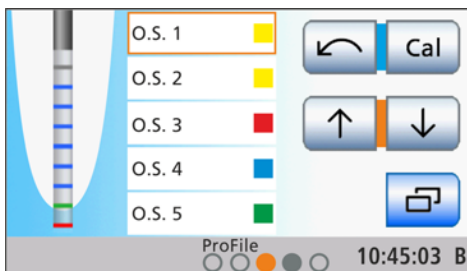 O.S. 1
O.S. 2
O.S. 3
O.S. 4
O.S. 5
Cal
ProFile
10:45:03 B